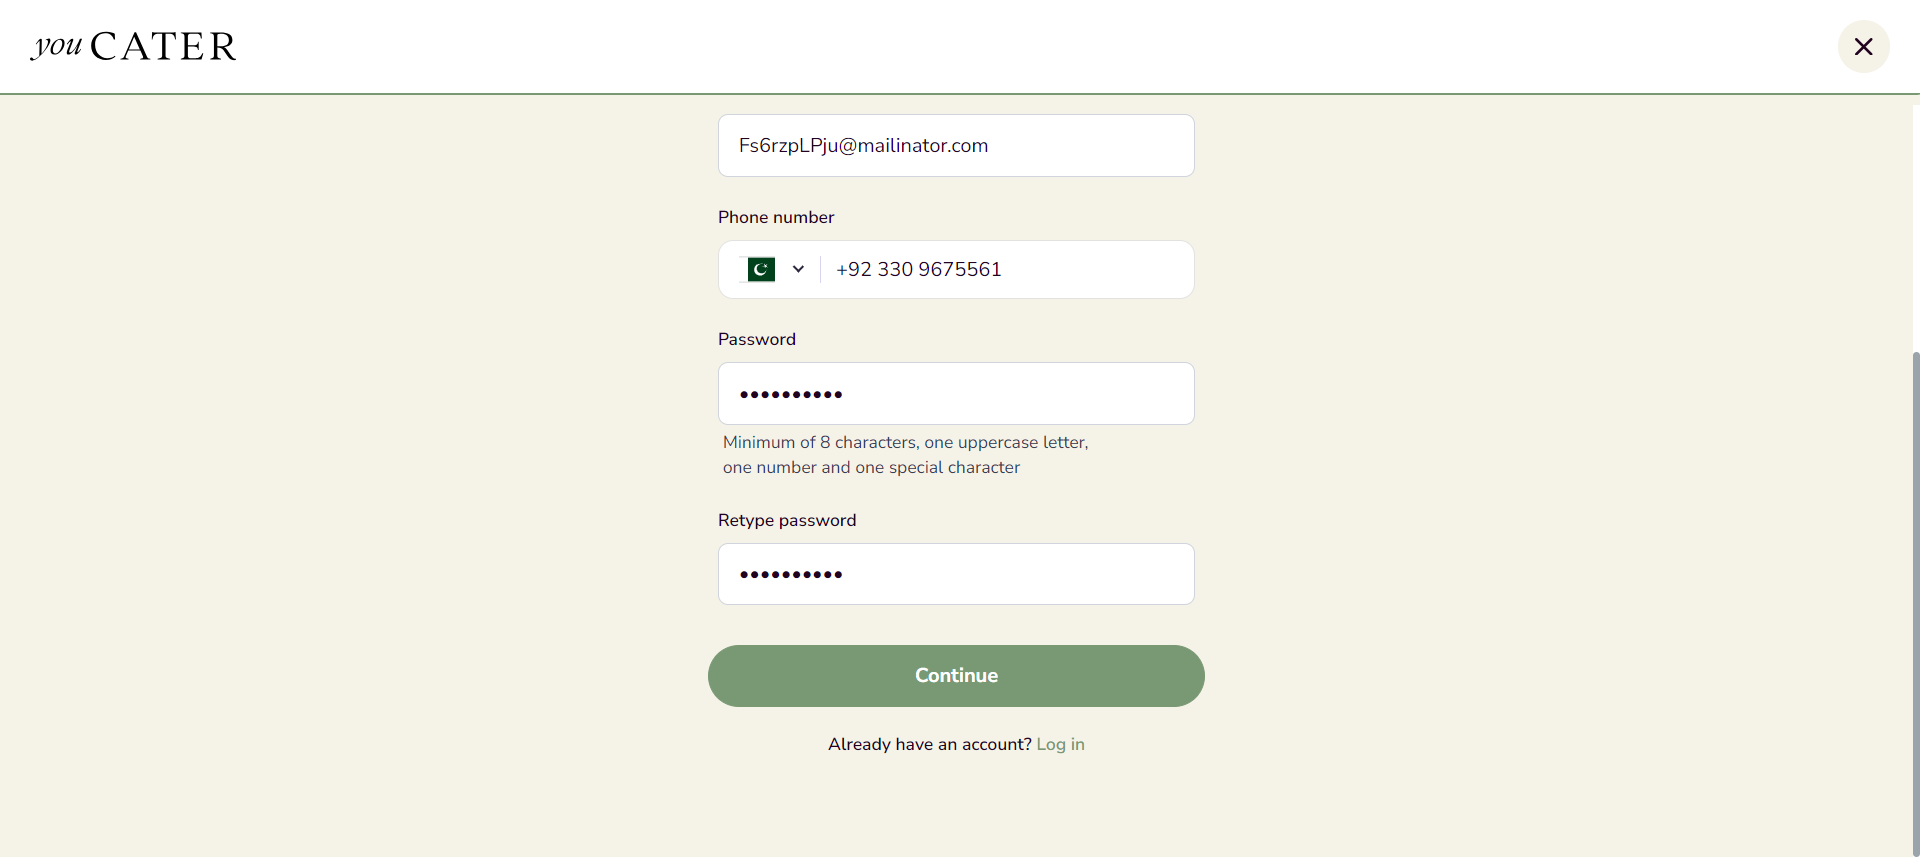 you CATER
Fs6rzpLPju@mailinator.com
Phone number
+92 330 9675561
Password
••••••••••
Minimum of 8 characters, one uppercase letter,
one number and one special character
Retype password
••••••••••
Continue
Already have an account? Log in